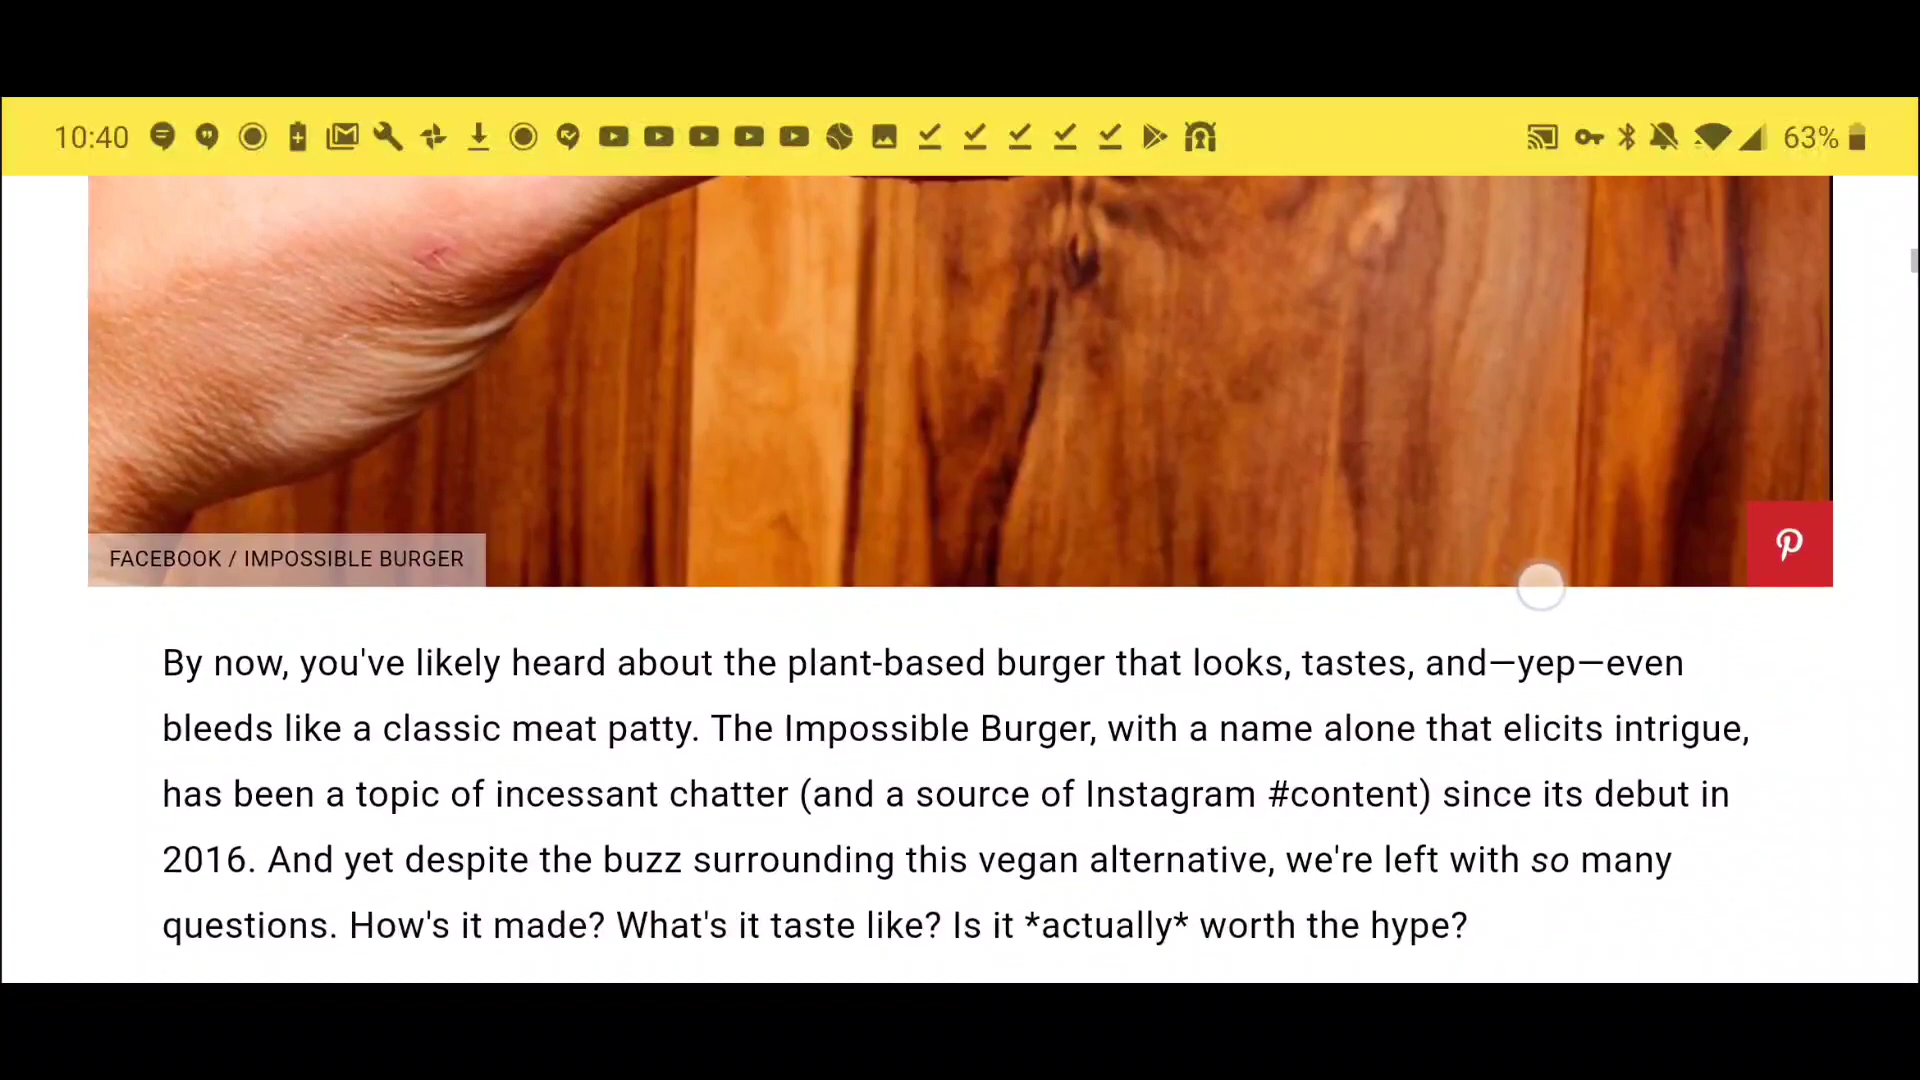 10:40
63%
FACEBOOK / IMPOSSIBLE BURGER
By now, you've likely heard about the plant-based burger that looks, tastes, and—yep—even
bleeds like a classic meat patty. The Impossible Burger, with a name alone that elicits intrigue,
has been a topic of incessant chatter (and a source of Instagram #content) since its debut in
2016. And yet despite the buzz surrounding this vegan alternative, we're left with so many
questions. How's it made? What's it taste like? Is it *actually* worth the hype?